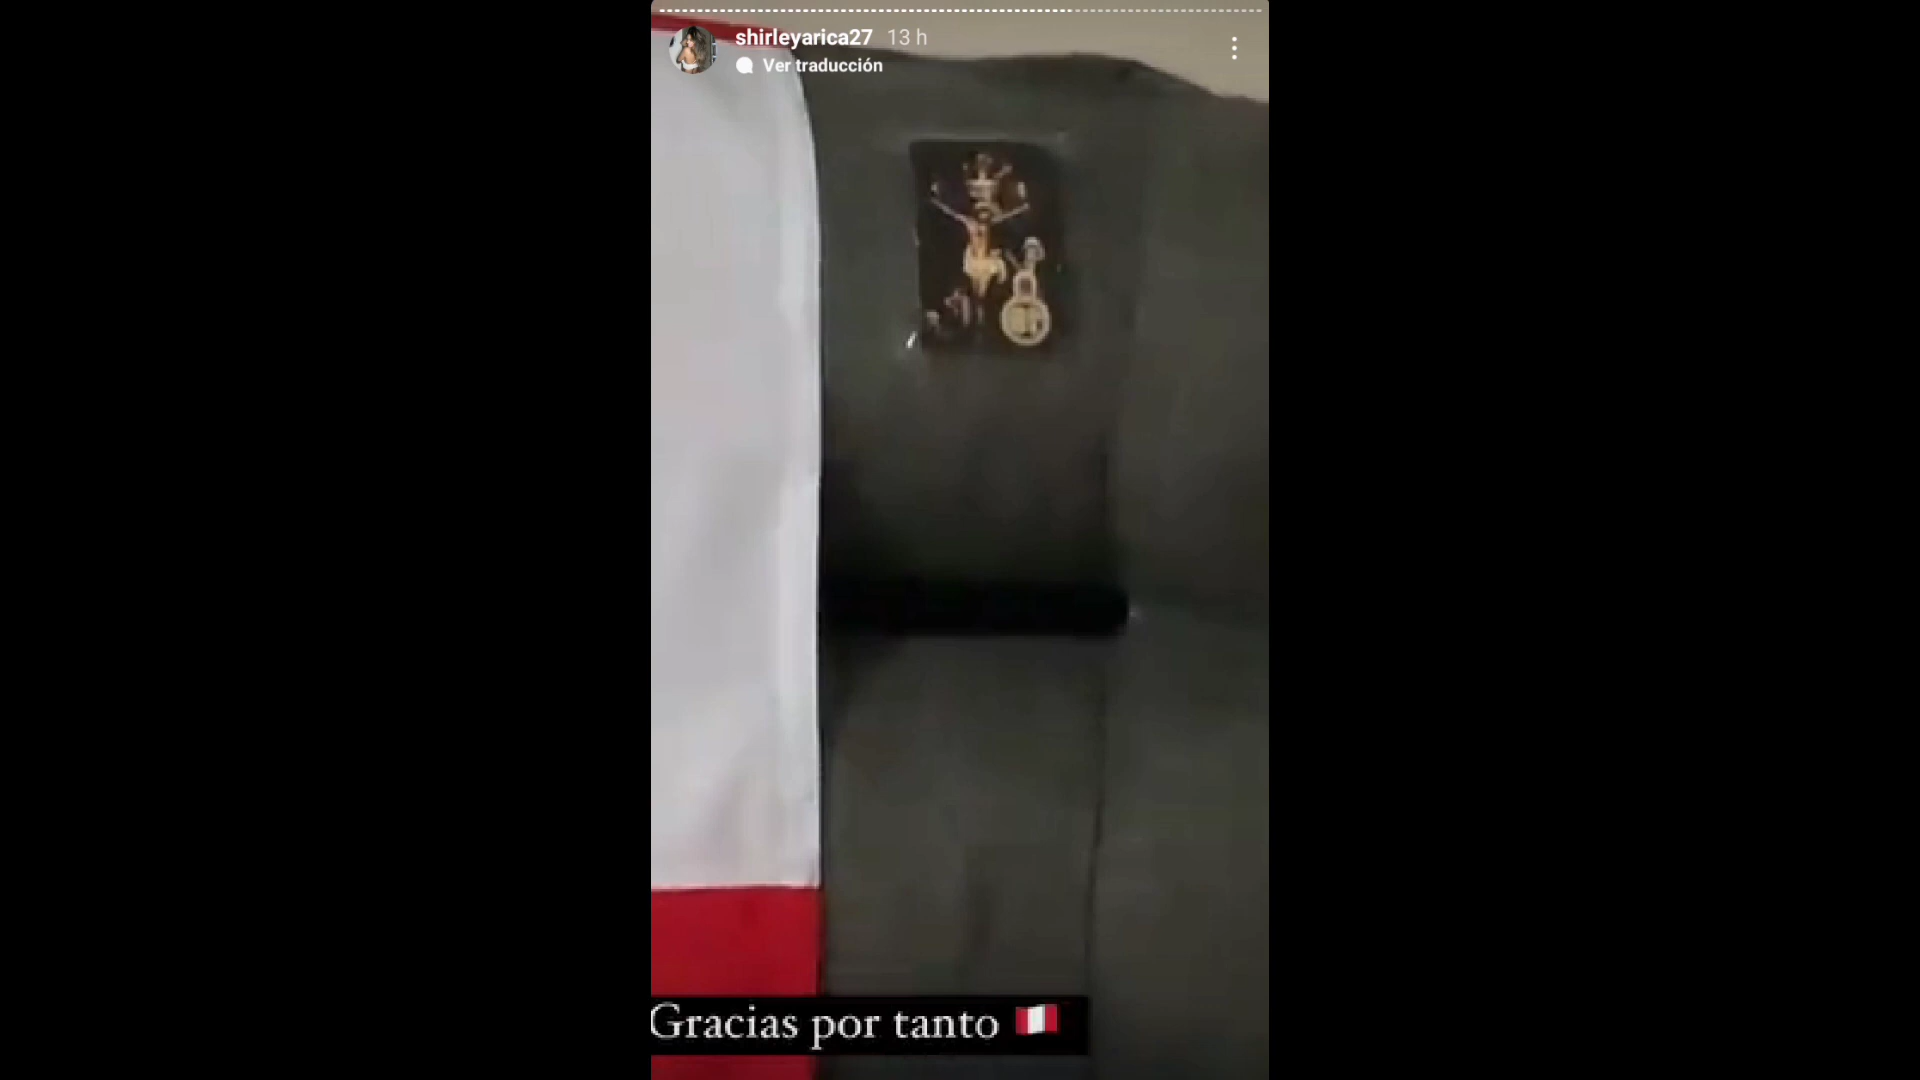 shirleyarica27 13 h
Ver traducción
Gracias por tanto 🇵🇪